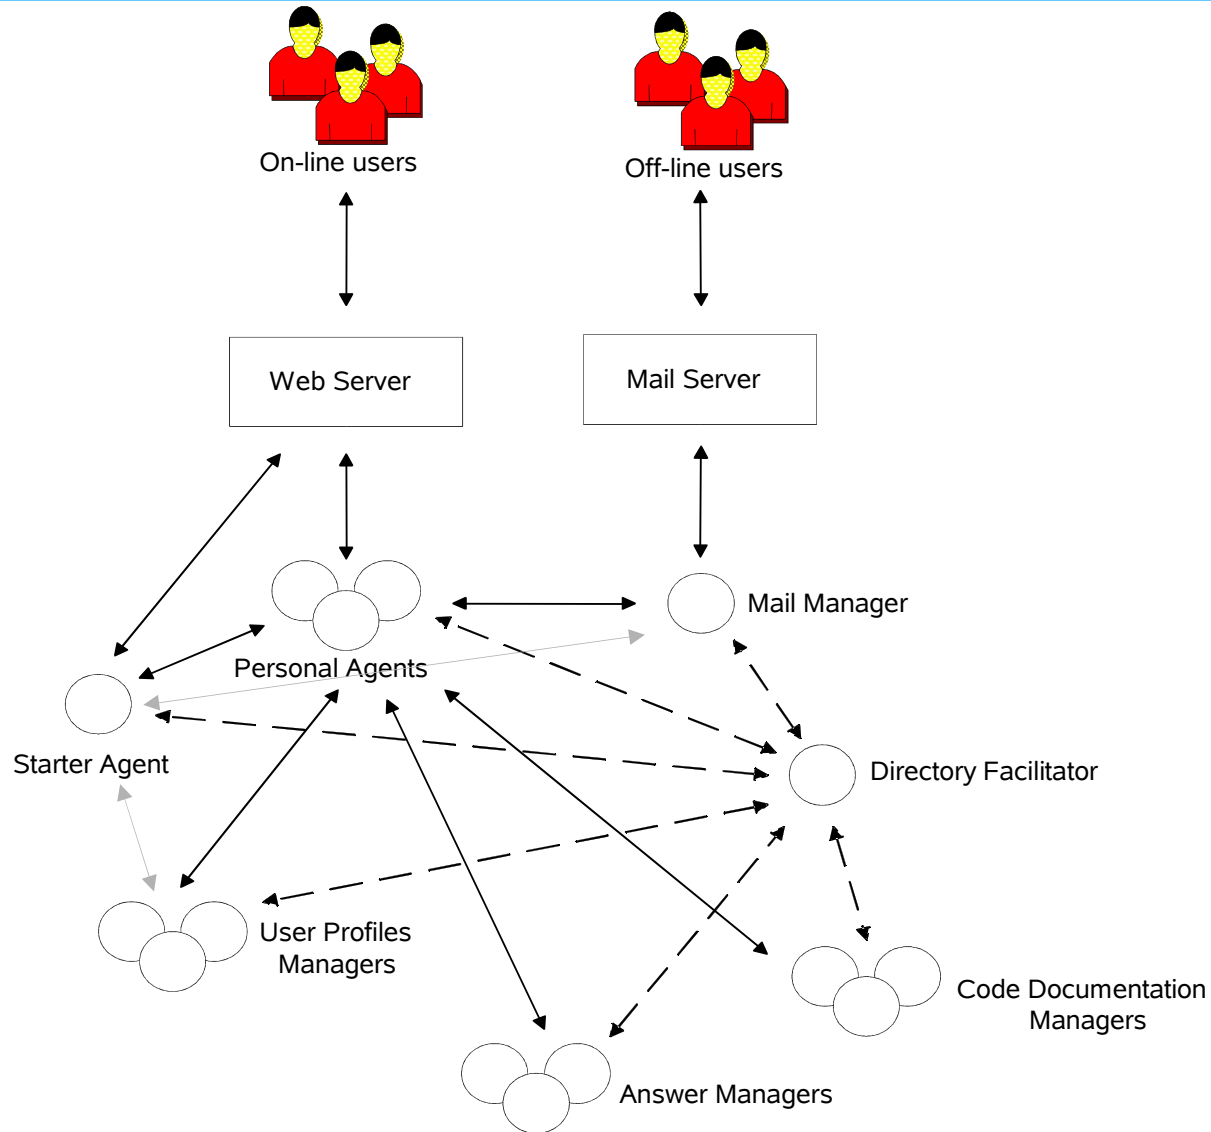 On-line users
Off-line users
Web Server
Mail Server
Mail Manager
Personal Agents
Starter Agent
Directory Facilitator
User Profiles
Managers
Code Documentation
Managers
Answer Managers